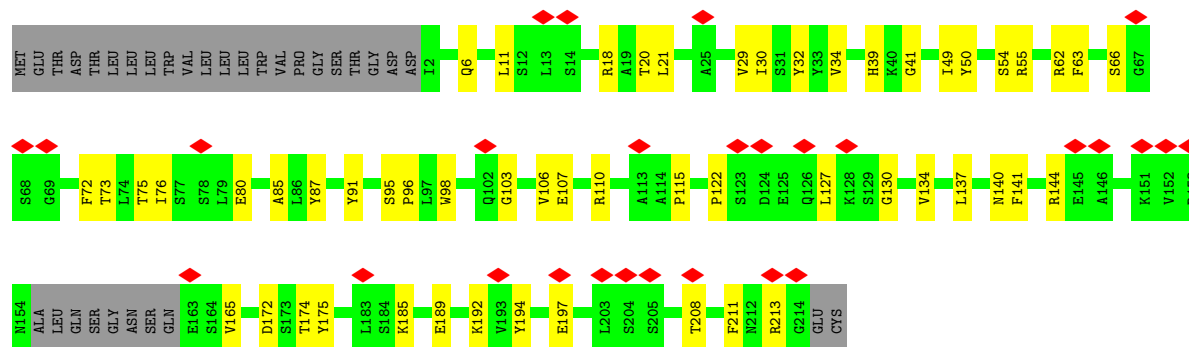 MET GLU THR ASP THR LEU LEU LEU TRP VAL LEU LEU LEU TRP VAL PRO GLY SER THR GLY ASP ASP I2 Q6 L11 S12 L13 S14 R18 A19 T20 L21 A25 V29 I30 S31 Y32 Y33 V34 H39 K40 G41 I49 Y50 S54 R55 R62 F63 S66 G67
S68 G69 F72 T73 L74 T75 I76 S77 S78 L79 E80 A85 L86 Y87 Y91 S95 P96 L97 W98 Q102 G103 V106 E107 R110 A113 A114 P115 P122 S123 D124 E125 Q126 L127 K128 S129 G130 V134 L137 N140 F141 R144 E145 A146 K151 V152
N154 ALA LEU GLN SER GLY ASN SER GLN E163 S164 V165 D172 S173 T174 Y175 L183 S184 K185 E189 K192 V193 Y194 E197 L203 S204 S205 T208 F211 N212 R213 G214 GLU CYS